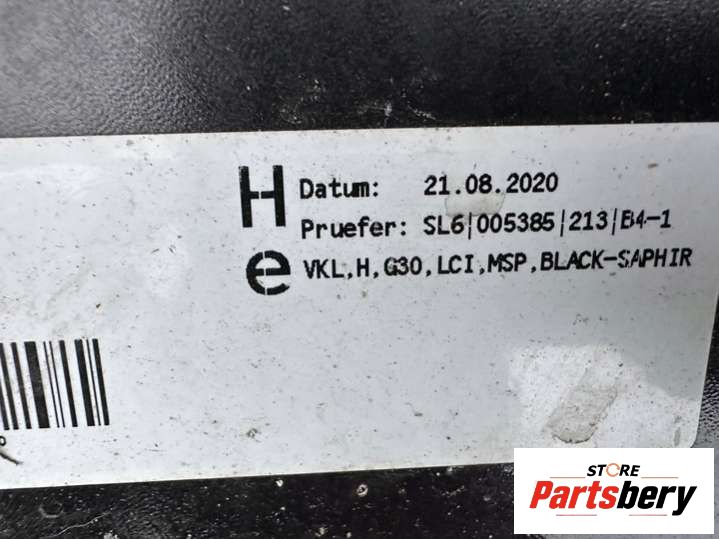 H
Datum: 21.08.2020
Pruefer: SL6|005385|213|B4-1
e VKL,H,G30,LCI,MSP,BLACK-SAPHIR
STORE
Partsbery